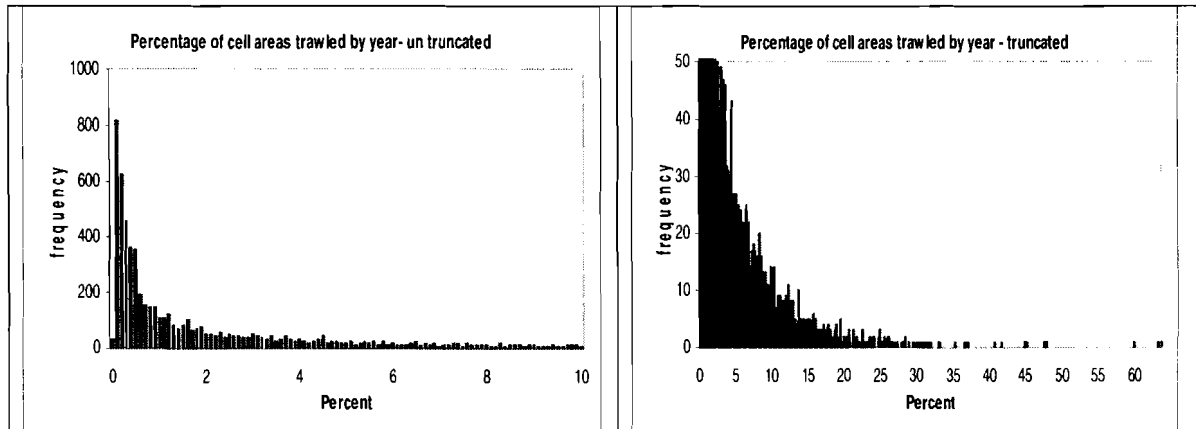 Percentage of cell areas trawled by year- un truncated
1000
800
600
400
200
0
frequency
0 2 4 6 8 10
Percent
Percentage of cell areas trawled by year - truncated
50
40
30
20
10
0
frequency
0 5 10 15 20 25 30 35 40 45 50 55 60
Percent